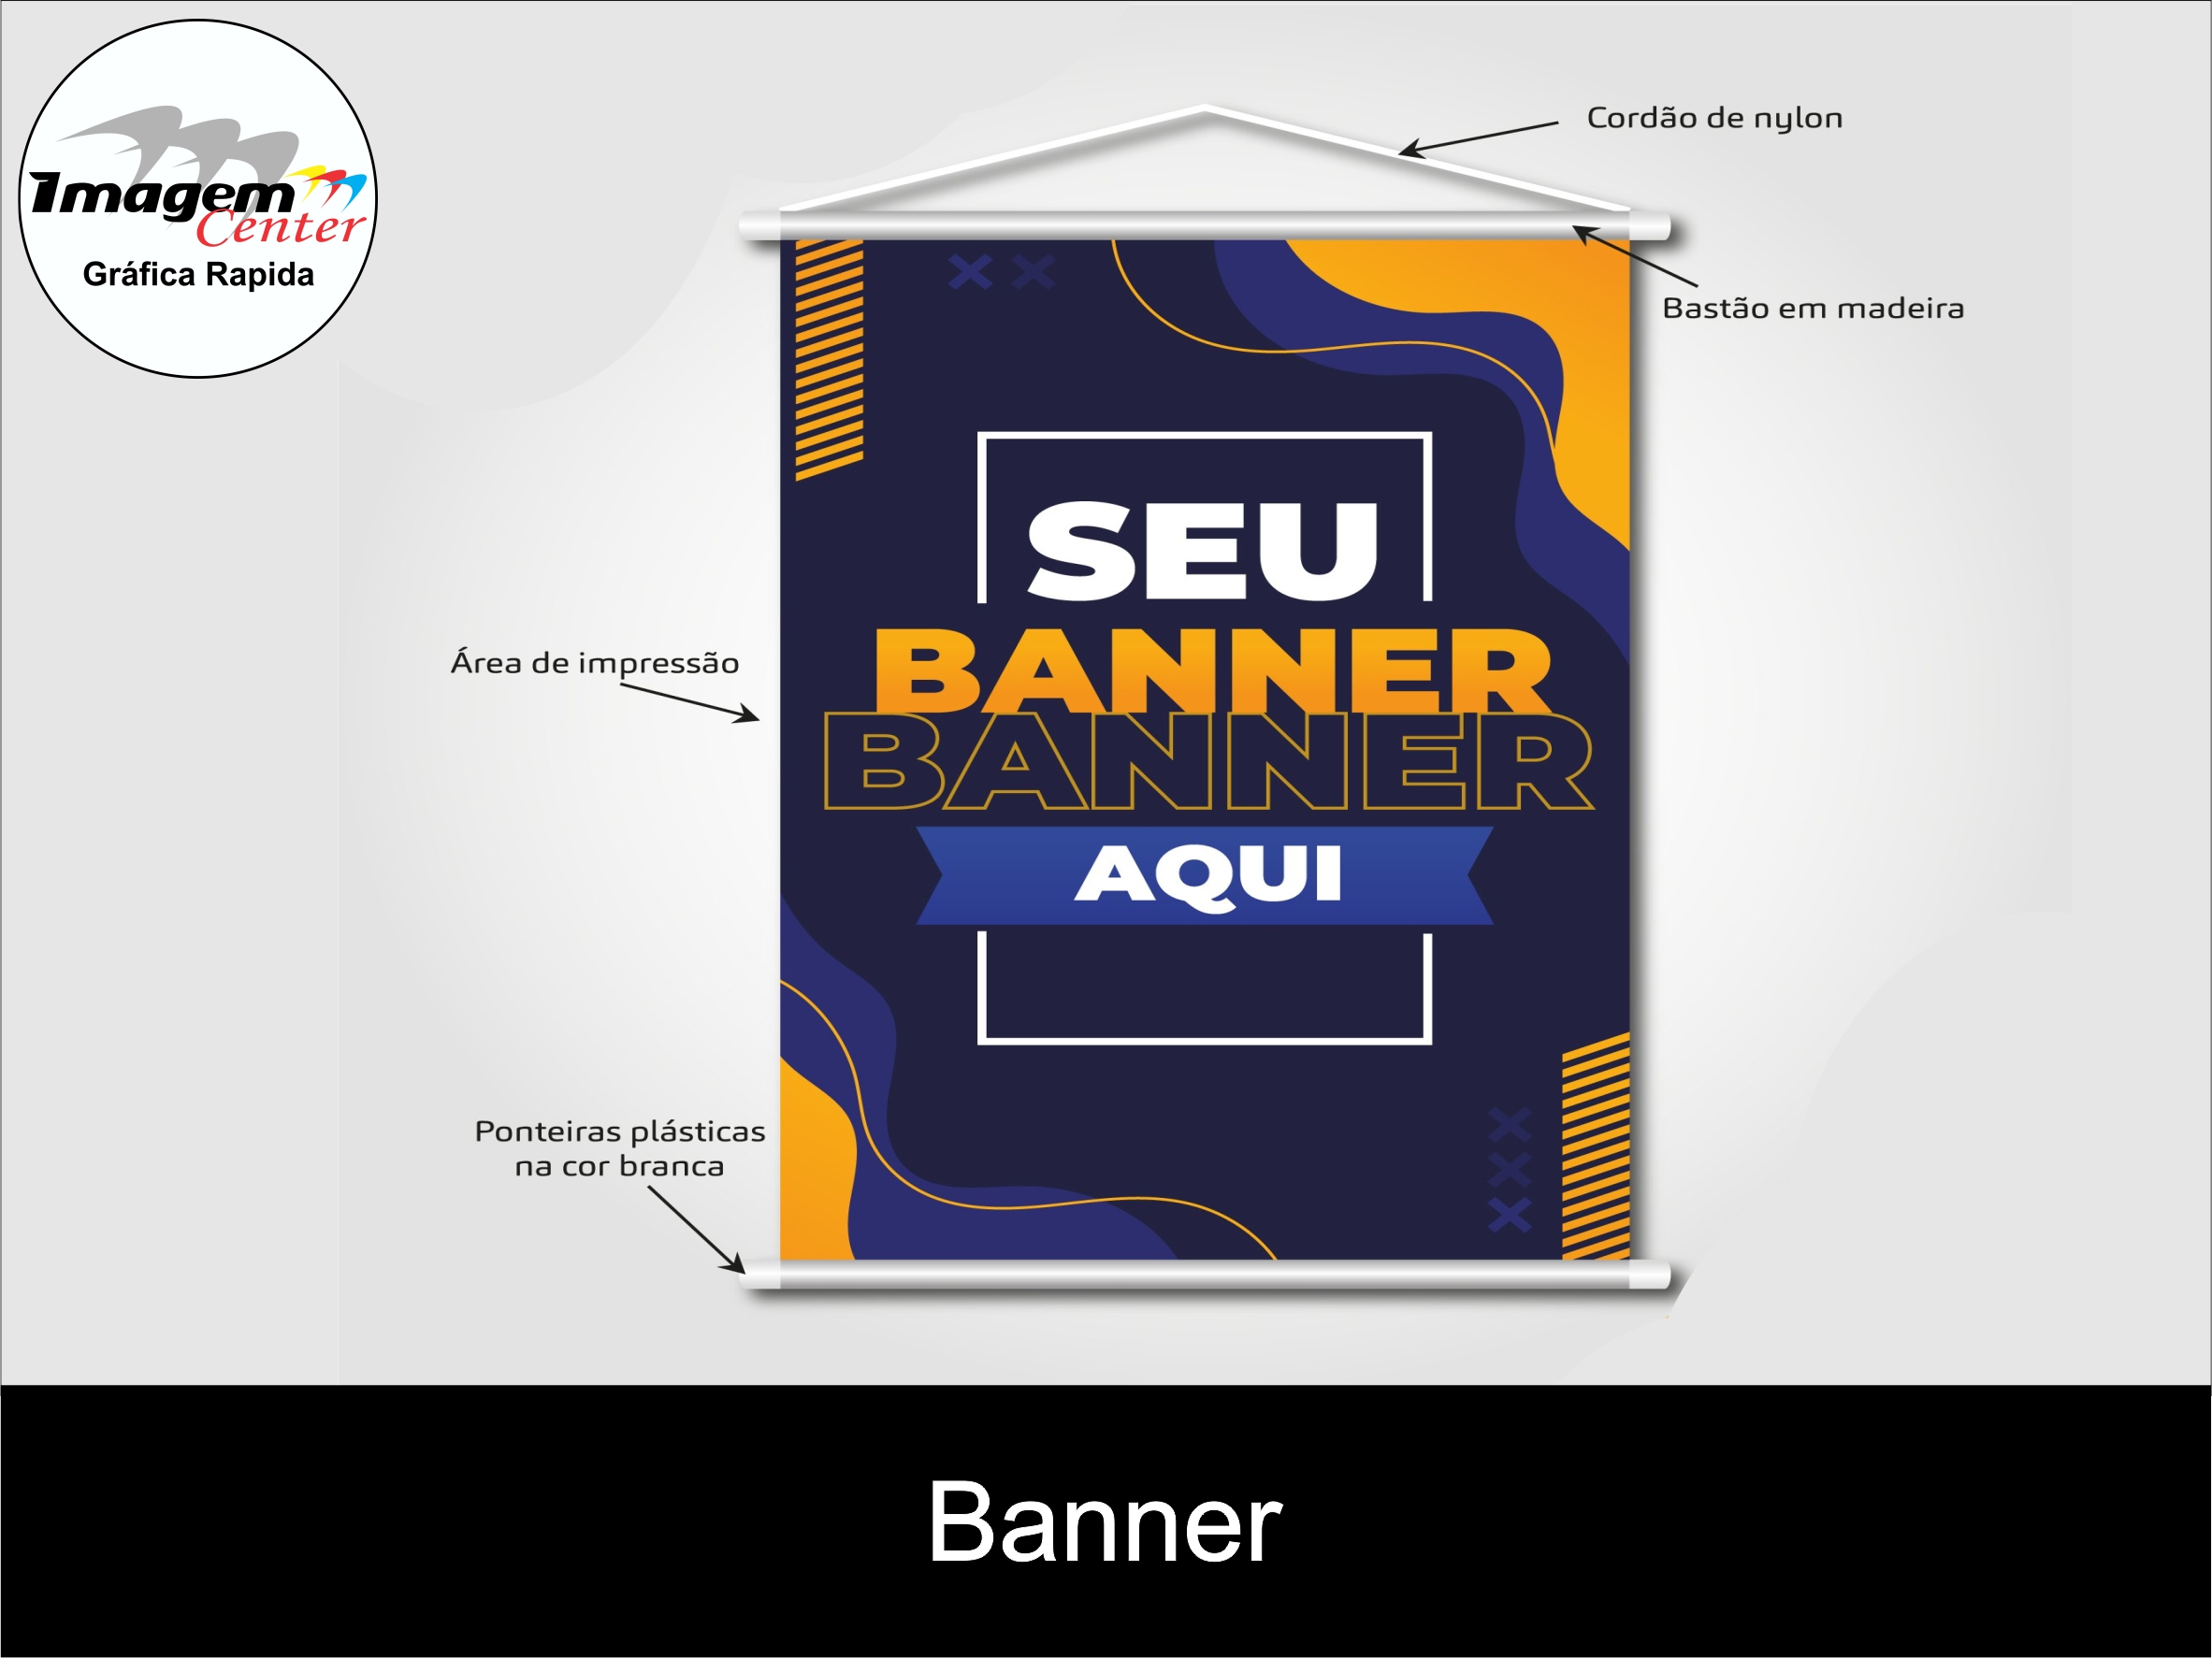 Imagem
Center
Gráfica Rapida
Cordão de nylon
Bastão em madeira
SEU
BANNER
BANNER
AQUI
Área de impressão
Ponteiras plásticas
na cor branca
Banner